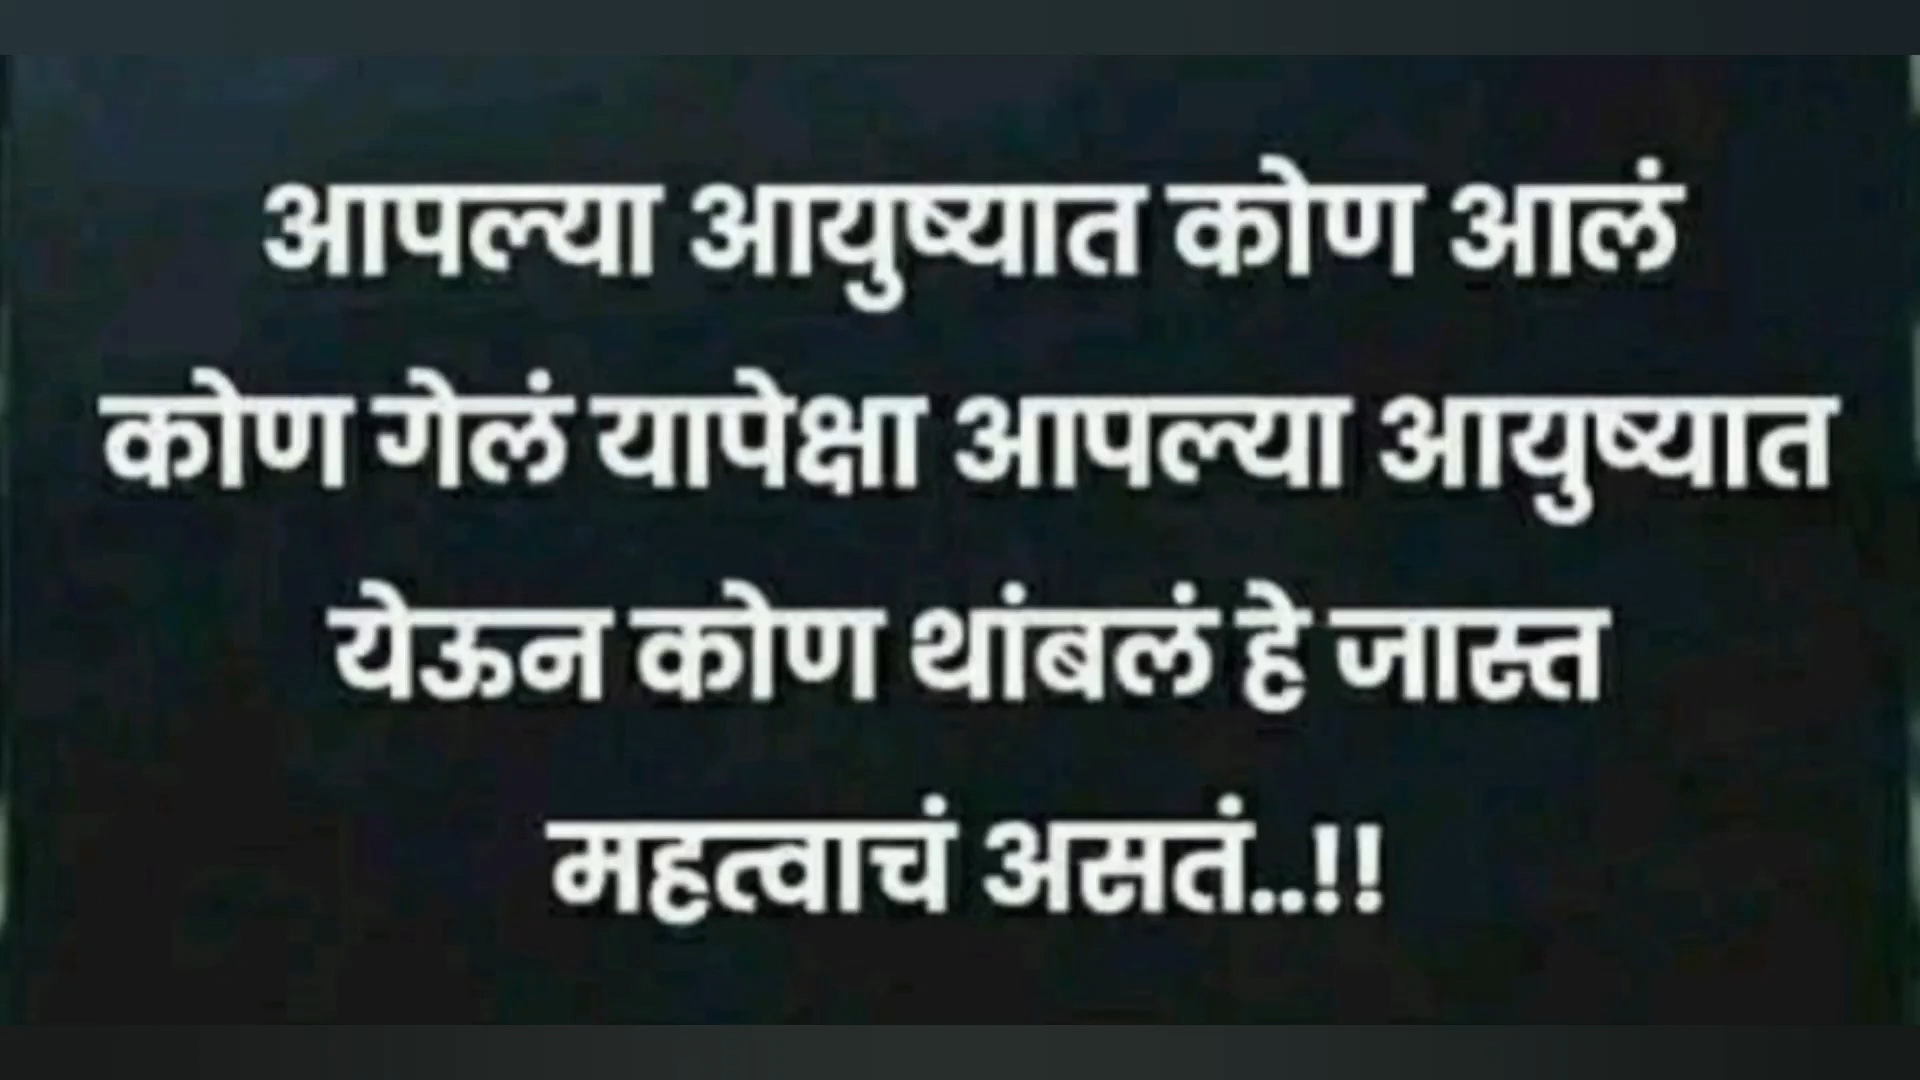 आपल्या आयुष्यात कोण आलं
कोण गेलं यापेक्षा आपल्या आयुष्यात
येऊन कोण थांबलं हे जास्त
महत्वाचं असतं..!!